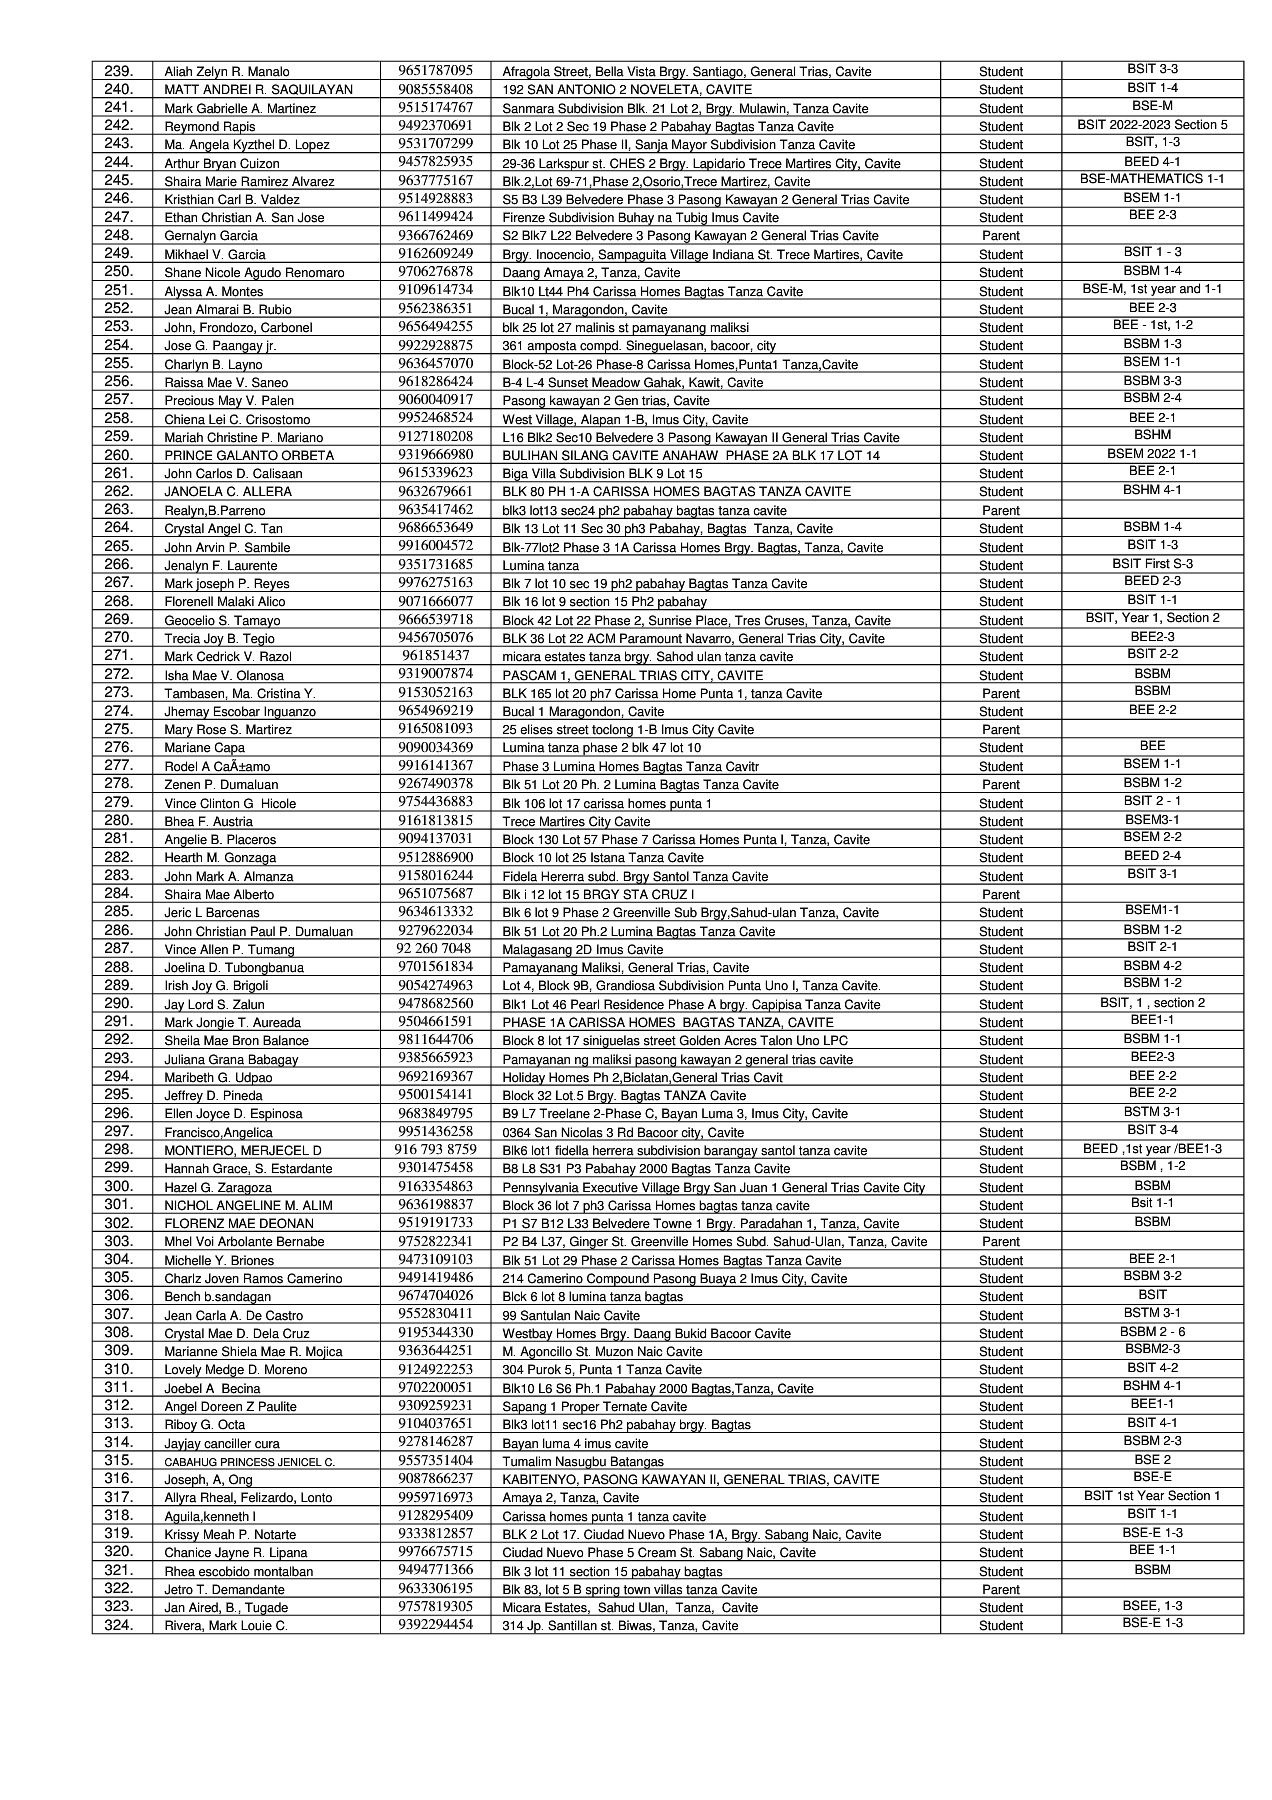 239. Aliah Zelyn R. Manalo 9651787095 Afragola Street, Bella Vista Brgy. Santiago, General Trias, Cavite Student BSIT 3-3
240. MATT ANDREI R. SAQUILAYAN 9085558408 192 SAN ANTONIO 2 NOVELETA, CAVITE Student BSIT 1-4
241. Mark Gabrielle A. Martinez 9515174767 Sanmara Subdivision Blk. 21 Lot 2, Brgy. Mulawin, Tanza Cavite Student BSE-M
242. Reymond Rapis 9492370691 Blk 2 Lot 2 Sec 19 Phase 2 Pabahay Bagtas Tanza Cavite Student BSIT 2022-2023 Section 5
243. Ma. Angela Kyzthel D. Lopez 9531707299 Blk 10 Lot 25 Phase II, Sanja Mayor Subdivision Tanza Cavite Student BSIT, 1-3
244. Arthur Bryan Cuizon 9457825935 29-36 Larkspur st. CHES 2 Brgy. Lapidario Trece Martires City, Cavite Student BEED 4-1
245. Shaira Marie Ramirez Alvarez 9637775167 Blk.2,Lot 69-71,Phase 2,Osorio,Trece Martirez, Cavite Student BSE-MATHEMATICS 1-1
246. Kristhian Carl B. Valdez 9514928883 S5 B3 L39 Belvedere Phase 3 Pasong Kawayan 2 General Trias Cavite Student BSEM 1-1
247. Ethan Christian A. San Jose 9611499424 Firenze Subdivision Buhay na Tubig Imus Cavite Student BEE 2-3
248. Gernalyn Garcia 9366762469 S2 Blk7 L22 Belvedere 3 Pasong Kawayan 2 General Trias Cavite Parent
249. Mikhael V. Garcia 9162609249 Brgy. Inocencio, Sampaguita Village Indiana St. Trece Martires, Cavite Student BSIT 1 - 3
250. Shane Nicole Agudo Renomaro 9706276878 Daang Amaya 2, Tanza, Cavite Student BSBM 1-4
251. Alyssa A. Montes 9109614734 Blk10 Lt44 Ph4 Carissa Homes Bagtas Tanza Cavite Student BSE-M, 1st year and 1-1
252. Jean Almarai B. Rubio 9562386351 Bucal 1, Maragondon, Cavite Student BEE 2-3
253. John, Frondozo, Carbonel 9656494255 blk 25 lot 27 malinis st pamayanang maliksi Student BEE - 1st, 1-2
254. Jose G. Paangay jr. 9922928875 361 amposta compd. Sineguelasan, bacoor, city Student BSBM 1-3
255. Charlyn B. Layno 9636457070 Block-52 Lot-26 Phase-8 Carissa Homes,Punta1 Tanza,Cavite Student BSEM 1-1
256. Raissa Mae V. Saneo 9618286424 B-4 L-4 Sunset Meadow Gahak, Kawit, Cavite Student BSBM 3-3
257. Precious May V. Palen 9060040917 Pasong kawayan 2 Gen trias, Cavite Student BSBM 2-4
258. Chiena Lei C. Crisostomo 9952468524 West Village, Alapan 1-B, Imus City, Cavite Student BEE 2-1
259. Mariah Christine P. Mariano 9127180208 L16 Blk2 Sec10 Belvedere 3 Pasong Kawayan II General Trias Cavite Student BSHM
260. PRINCE GALANTO ORBETA 9319666980 BULIHAN SILANG CAVITE ANAHAW PHASE 2A BLK 17 LOT 14 Student BSEM 2022 1-1
261. John Carlos D. Calisaan 9615339623 Biga Villa Subdivision BLK 9 Lot 15 Student BEE 2-1
262. JANOELA C. ALLERA 9632679661 BLK 80 PH 1-A CARISSA HOMES BAGTAS TANZA CAVITE Student BSHM 4-1
263. Realyn,B.Parreno 9635417462 blk3 lot13 sec24 ph2 pabahay bagtas tanza cavite Parent
264. Crystal Angel C. Tan 9686653649 Blk 13 Lot 11 Sec 30 ph3 Pabahay, Bagtas Tanza, Cavite Student BSBM 1-4
265. John Arvin P. Sambile 9916004572 Blk-77lot2 Phase 3 1A Carissa Homes Brgy. Bagtas, Tanza, Cavite Student BSIT 1-3
266. Jenalyn F. Laurente 9351731685 Lumina tanza Student BSIT First S-3
267. Mark joseph P. Reyes 9976275163 Blk 7 lot 10 sec 19 ph2 pabahay Bagtas Tanza Cavite Student BEED 2-3
268. Florenell Malaki Alico 9071666077 Blk 16 lot 9 section 15 Ph2 pabahay Student BSIT 1-1
269. Geocelio S. Tamayo 9666539718 Block 42 Lot 22 Phase 2, Sunrise Place, Tres Cruses, Tanza, Cavite Student BSIT, Year 1, Section 2
270. Trecia Joy B. Tegio 9456705076 BLK 36 Lot 22 ACM Paramount Navarro, General Trias City, Cavite Student BEE2-3
271. Mark Cedrick V. Razol 961851437 micara estates tanza brgy. Sahod ulan tanza cavite Student BSIT 2-2
272. Isha Mae V. Olanosa 9319007874 PASCAM 1, GENERAL TRIAS CITY, CAVITE Student BSBM
273. Tambasen, Ma. Cristina Y. 9153052163 BLK 165 lot 20 ph7 Carissa Home Punta 1, tanza Cavite Parent BSBM
274. Jhemay Escobar Inguanzo 9654969219 Bucal 1 Maragondon, Cavite Student BEE 2-2
275. Mary Rose S. Martirez 9165081093 25 elises street toclong 1-B Imus City Cavite Parent
276. Mariane Capa 9090034369 Lumina tanza phase 2 blk 47 lot 10 Student BEE
277. Rodel A CaÃ±amo 9916141367 Phase 3 Lumina Homes Bagtas Tanza Cavitr Student BSEM 1-1
278. Zenen P. Dumaluan 9267490378 Blk 51 Lot 20 Ph. 2 Lumina Bagtas Tanza Cavite Parent BSBM 1-2
279. Vince Clinton G Hicole 9754436883 Blk 106 lot 17 carissa homes punta 1 Student BSIT 2 - 1
280. Bhea F. Austria 9161813815 Trece Martires City Cavite Student BSEM3-1
281. Angelie B. Placeros 9094137031 Block 130 Lot 57 Phase 7 Carissa Homes Punta I, Tanza, Cavite Student BSEM 2-2
282. Hearth M. Gonzaga 9512886900 Block 10 lot 25 Istana Tanza Cavite Student BEED 2-4
283. John Mark A. Almanza 9158016244 Fidela Hererra subd. Brgy Santol Tanza Cavite Student BSIT 3-1
284. Shaira Mae Alberto 9651075687 Blk i 12 lot 15 BRGY STA CRUZ I Parent
285. Jeric L Barcenas 9634613332 Blk 6 lot 9 Phase 2 Greenville Sub Brgy,Sahud-ulan Tanza, Cavite Student BSEM1-1
286. John Christian Paul P. Dumaluan 9279622034 Blk 51 Lot 20 Ph.2 Lumina Bagtas Tanza Cavite Student BSBM 1-2
287. Vince Allen P. Tumang 92 260 7048 Malagasang 2D Imus Cavite Student BSIT 2-1
288. Joelina D. Tubongbanua 9701561834 Pamayanang Maliksi, General Trias, Cavite Student BSBM 4-2
289. Irish Joy G. Brigoli 9054274963 Lot 4, Block 9B, Grandiosa Subdivision Punta Uno I, Tanza Cavite. Student BSBM 1-2
290. Jay Lord S. Zalun 9478682560 Blk1 Lot 46 Pearl Residence Phase A brgy. Capipisa Tanza Cavite Student BSIT, 1 , section 2
291. Mark Jongie T. Aureada 9504661591 PHASE 1A CARISSA HOMES BAGTAS TANZA, CAVITE Student BEE1-1
292. Sheila Mae Bron Balance 9811644706 Block 8 lot 17 siniguelas street Golden Acres Talon Uno LPC Student BSBM 1-1
293. Juliana Grana Babagay 9385665923 Pamayanan ng maliksi pasong kawayan 2 general trias cavite Student BEE2-3
294. Maribeth G. Udpao 9692169367 Holiday Homes Ph 2,Biclatan,General Trias Cavit Student BEE 2-2
295. Jeffrey D. Pineda 9500154141 Block 32 Lot.5 Brgy. Bagtas TANZA Cavite Student BEE 2-2
296. Ellen Joyce D. Espinosa 9683849795 B9 L7 Treelane 2-Phase C, Bayan Luma 3, Imus City, Cavite Student BSTM 3-1
297. Francisco,Angelica 9951436258 0364 San Nicolas 3 Rd Bacoor city, Cavite Student BSIT 3-4
298. MONTIERO, MERJECEL D 916 793 8759 Blk6 lot1 fidella herrera subdivision barangay santol tanza cavite Student BEED ,1st year /BEE1-3
299. Hannah Grace, S. Estardante 9301475458 B8 L8 S31 P3 Pabahay 2000 Bagtas Tanza Cavite Student BSBM , 1-2
300. Hazel G. Zaragoza 9163354863 Pennsylvania Executive Village Brgy San Juan 1 General Trias Cavite City Student BSBM
301. NICHOL ANGELINE M. ALIM 9636198837 Block 36 lot 7 ph3 Carissa Homes bagtas tanza cavite Student Bsit 1-1
302. FLORENZ MAE DEONAN 9519191733 P1 S7 B12 L33 Belvedere Towne 1 Brgy. Paradahan 1, Tanza, Cavite Student BSBM
303. Mhel Voi Arbolante Bernabe 9752822341 P2 B4 L37, Ginger St. Greenville Homes Subd. Sahud-Ulan, Tanza, Cavite Parent
304. Michelle Y. Briones 9473109103 Blk 51 Lot 29 Phase 2 Carissa Homes Bagtas Tanza Cavite Student BEE 2-1
305. Charlz Joven Ramos Camerino 9491419486 214 Camerino Compound Pasong Buaya 2 Imus City, Cavite Student BSBM 3-2
306. Bench b.sandagan 9674704026 Blck 6 lot 8 lumina tanza bagtas Student BSIT
307. Jean Carla A. De Castro 9552830411 99 Santulan Naic Cavite Student BSTM 3-1
308. Crystal Mae D. Dela Cruz 9195344330 Westbay Homes Brgy. Daang Bukid Bacoor Cavite Student BSBM 2 - 6
309. Marianne Shiela Mae R. Mojica 9363644251 M. Agoncillo St. Muzon Naic Cavite Student BSBM2-3
310. Lovely Medge D. Moreno 9124922253 304 Purok 5, Punta 1 Tanza Cavite Student BSIT 4-2
311. Joebel A Becina 9702200051 Blk10 L6 S6 Ph.1 Pabahay 2000 Bagtas,Tanza, Cavite Student BSHM 4-1
312. Angel Doreen Z Paulite 9309259231 Sapang 1 Proper Ternate Cavite Student BEE1-1
313. Riboy G. Octa 9104037651 Blk3 lot11 sec16 Ph2 pabahay brgy. Bagtas Student BSIT 4-1
314. Jayjay canciller cura 9278146287 Bayan luma 4 imus cavite Student BSBM 2-3
315. CABAHUG PRINCESS JENICEL C. 9557351404 Tumalim Nasugbu Batangas Student BSE 2
316. Joseph, A, Ong 9087866237 KABITENYO, PASONG KAWAYAN II, GENERAL TRIAS, CAVITE Student BSE-E
317. Allyra Rheal, Felizardo, Lonto 9959716973 Amaya 2, Tanza, Cavite Student BSIT 1st Year Section 1
318. Aguila,kenneth l 9128295409 Carissa homes punta 1 tanza cavite Student BSIT 1-1
319. Krissy Meah P. Notarte 9333812857 BLK 2 Lot 17. Ciudad Nuevo Phase 1A, Brgy. Sabang Naic, Cavite Student BSE-E 1-3
320. Chanice Jayne R. Lipana 9976675715 Ciudad Nuevo Phase 5 Cream St. Sabang Naic, Cavite Student BEE 1-1
321. Rhea escobido montalban 9494771366 Blk 3 lot 11 section 15 pabahay bagtas Student BSBM
322. Jetro T. Demandante 9633306195 Blk 83, lot 5 B spring town villas tanza Cavite Parent
323. Jan Aired, B., Tugade 9757819305 Micara Estates, Sahud Ulan, Tanza, Cavite Student BSEE, 1-3
324. Rivera, Mark Louie C. 9392294454 314 Jp. Santillan st. Biwas, Tanza, Cavite Student BSE-E 1-3